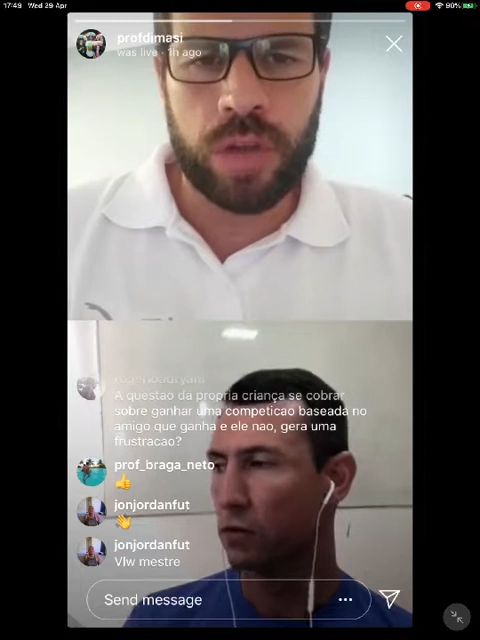 17:49 Wed 29 Apr
90%
profdimasi
was live · 1h ago
A questao da propria criança se cobrar
sobre ganhar uma competicao baseada no
amigo que ganha e ele nao, gera uma
frustracao?
prof_braga_neto
👍
jonjordanfut
👋
jonjordanfut
Vlw mestre
Send message